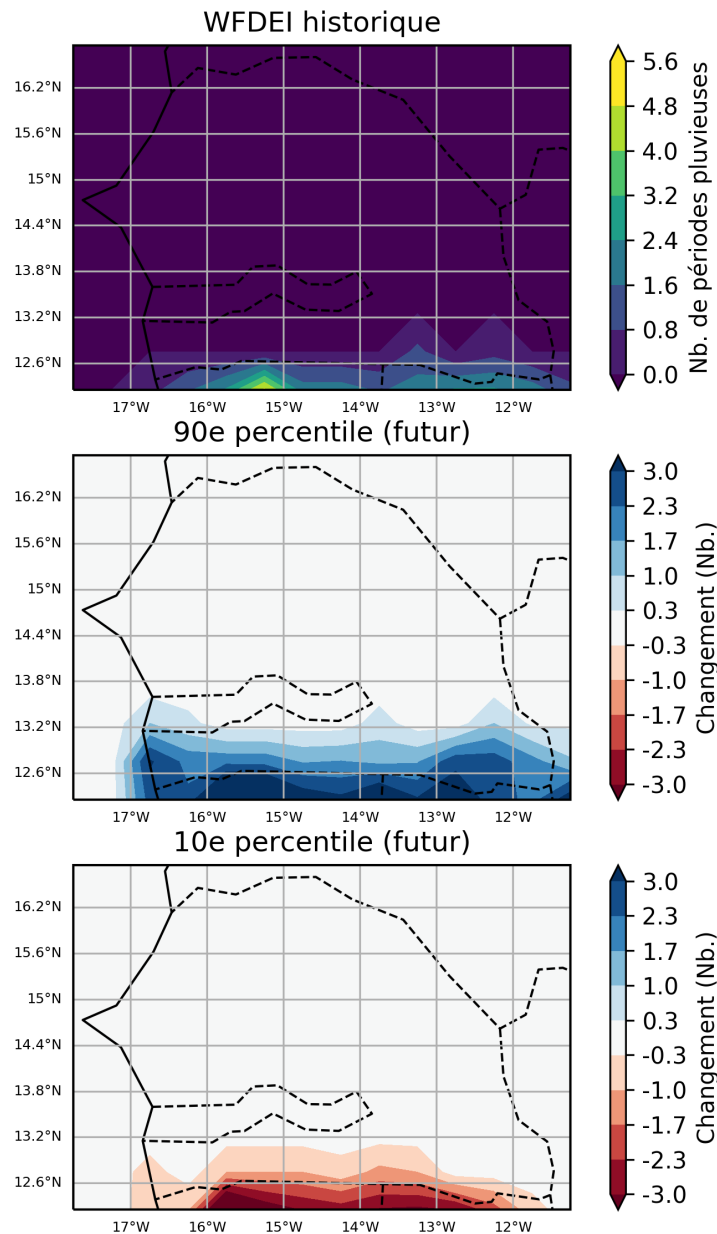 WFDEI historique
16.2°N
15.6°N
15°N
14.4°N
13.8°N
13.2°N
12.6°N
17°W 16°W 15°W 14°W 13°W 12°W
5.6
4.8
4.0
3.2
2.4
1.6
0.8
0.0
Nb. de périodes pluvieuses
90e percentile (futur)
16.2°N
15.6°N
15°N
14.4°N
13.8°N
13.2°N
12.6°N
17°W 16°W 15°W 14°W 13°W 12°W
3.0
2.3
1.7
1.0
0.3
-0.3
-1.0
-1.7
-2.3
-3.0
Changement (Nb.)
10e percentile (futur)
16.2°N
15.6°N
15°N
14.4°N
13.8°N
13.2°N
12.6°N
17°W 16°W 15°W 14°W 13°W 12°W
3.0
2.3
1.7
1.0
0.3
-0.3
-1.0
-1.7
-2.3
-3.0
Changement (Nb.)